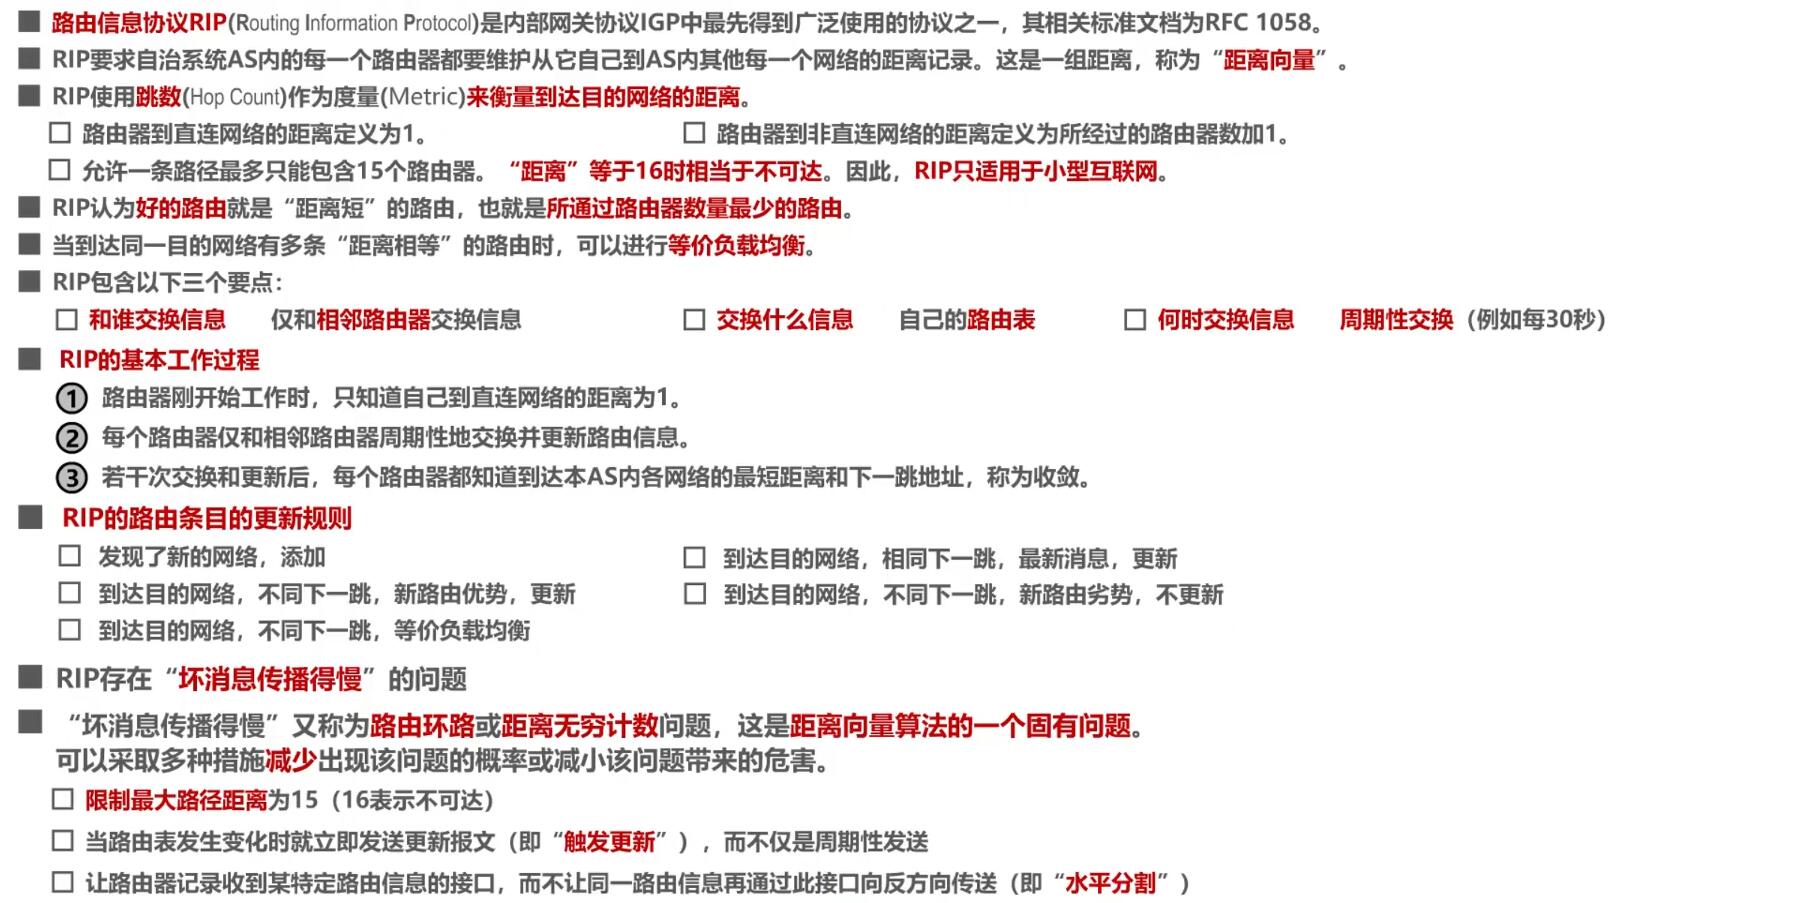 路由信息协议RIP(Routing Information Protocol)是内部网关协议IGP中最先得到广泛使用的协议之一，其相关标准文档为RFC 1058。
RIP要求自治系统AS内的每一个路由器都要维护从它自己到AS内其他每一个网络的距离记录。这是一组距离，称为“距离向量”。
RIP使用跳数(Hop Count)作为度量(Metric)来衡量到达目的网络的距离。
路由器到直连网络的距离定义为1。 路由器到非直连网络的距离定义为所经过的路由器数加1。
允许一条路径最多只能包含15个路由器。“距离”等于16时相当于不可达。因此，RIP只适用于小型互联网。
RIP认为好的路由就是“距离短”的路由，也就是所通过路由器数量最少的路由。
当到达同一目的网络有多条“距离相等”的路由时，可以进行等价负载均衡。
RIP包含以下三个要点：
和谁交换信息 仅和相邻路由器交换信息 交换什么信息 自己的路由表 何时交换信息 周期性交换（例如每30秒）
RIP的基本工作过程
① 路由器刚开始工作时，只知道自己到直连网络的距离为1。
② 每个路由器仅和相邻路由器周期性地交换并更新路由信息。
③ 若干次交换和更新后，每个路由器都知道到达本AS内各网络的最短距离和下一跳地址，称为收敛。
RIP的路由条目的更新规则
发现了新的网络，添加 到达目的网络，相同下一跳，最新消息，更新
到达目的网络，不同下一跳，新路由优势，更新 到达目的网络，不同下一跳，新路由劣势，不更新
到达目的网络，不同下一跳，等价负载均衡
RIP存在“坏消息传播得慢”的问题
“坏消息传播得慢”又称为路由环路或距离无穷计数问题，这是距离向量算法的一个固有问题。
可以采取多种措施减少出现该问题的概率或减小该问题带来的危害。
限制最大路径距离为15（16表示不可达）
当路由表发生变化时就立即发送更新报文（即“触发更新”），而不仅是周期性发送
让路由器记录收到某特定路由信息的接口，而不让同一路由信息再通过此接口向反方向传送（即“水平分割”）